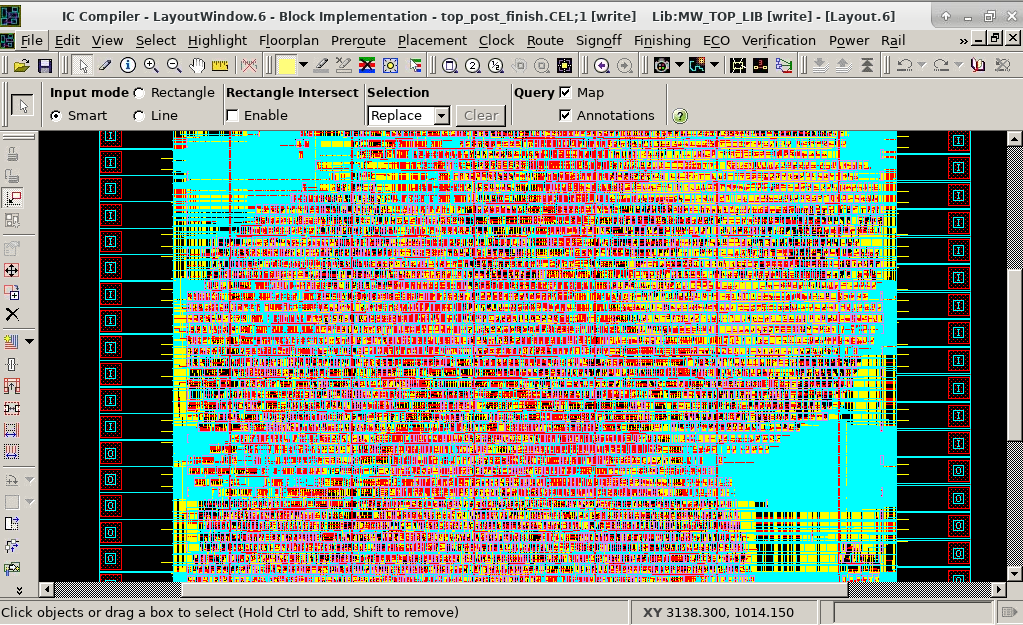 IC Compiler - LayoutWindow.6 - Block Implementation - top_post_finish.CEL;1 [write]    Lib:MW_TOP_LIB [write] - [Layout.6]
File Edit View Select Highlight Floorplan Preroute Placement Clock Route Signoff Finishing ECO Verification Power Rail »
Input mode Rectangle Rectangle Intersect Selection Query Map
Smart Line Enable Replace Clear Annotations
I I
I I
I I
I I
I I
I I
I I
I I
I I
I I
I I
I I
O O
O O
O O
O O
O O
Click objects or drag a box to select (Hold Ctrl to add, Shift to remove) XY 3138.300, 1014.150